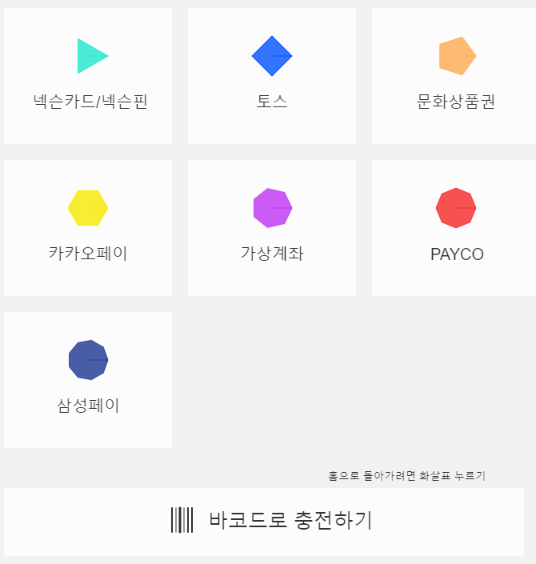 넥슨카드/넥슨핀
토스
문화상품권
카카오페이
가상계좌
PAYCO
삼성페이
홈으로 돌아가려면 화살표 누르기
바코드로 충전하기